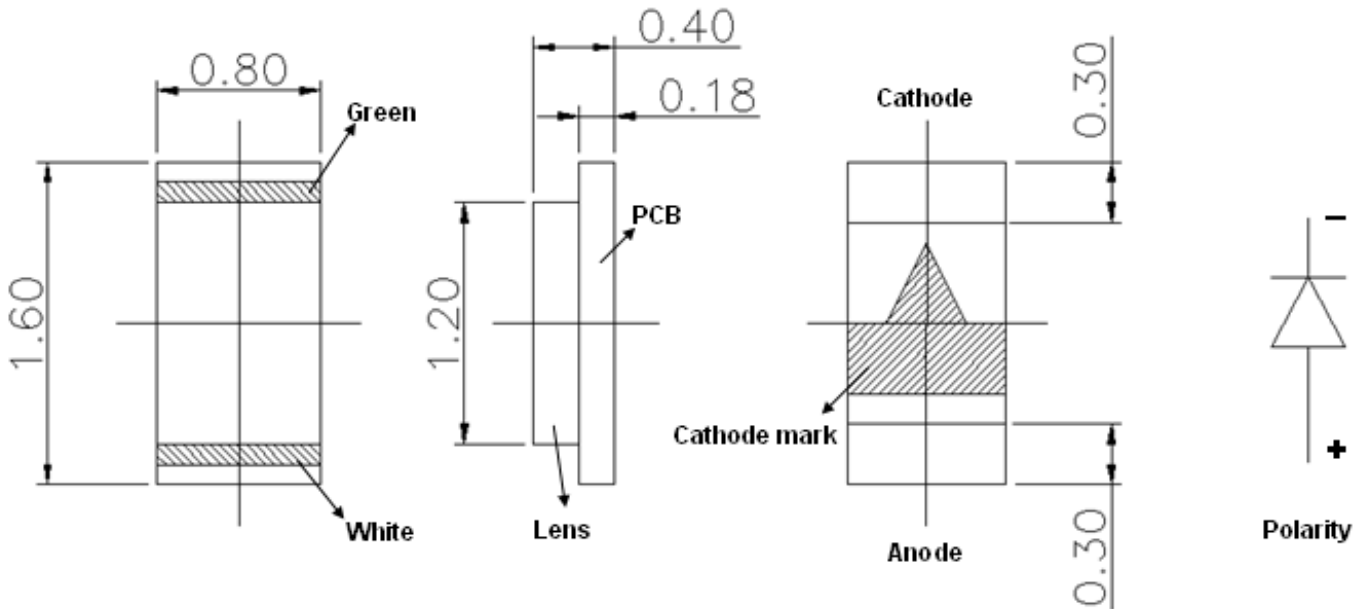 0.80
Green
1.60
White
0.40
0.18
PCB
1.20
Lens
Cathode
0.30
Cathode mark
Anode
0.30
-
+
Polarity